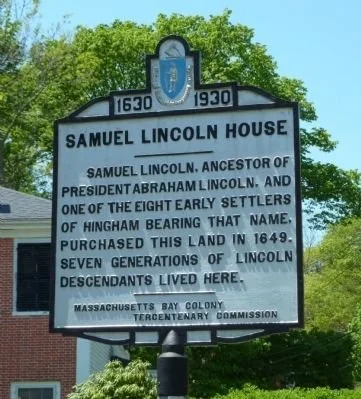 1630 1930
SAMUEL LINCOLN HOUSE
SAMUEL LINCOLN, ANCESTOR OF
PRESIDENT ABRAHAM LINCOLN, AND
ONE OF THE EIGHT EARLY SETTLERS
OF HINGHAM BEARING THAT NAME,
PURCHASED THIS LAND IN 1649.
SEVEN GENERATIONS OF LINCOLN
DESCENDANTS LIVED HERE.
MASSACHUSETTS BAY COLONY
TERCENTENARY COMMISSION